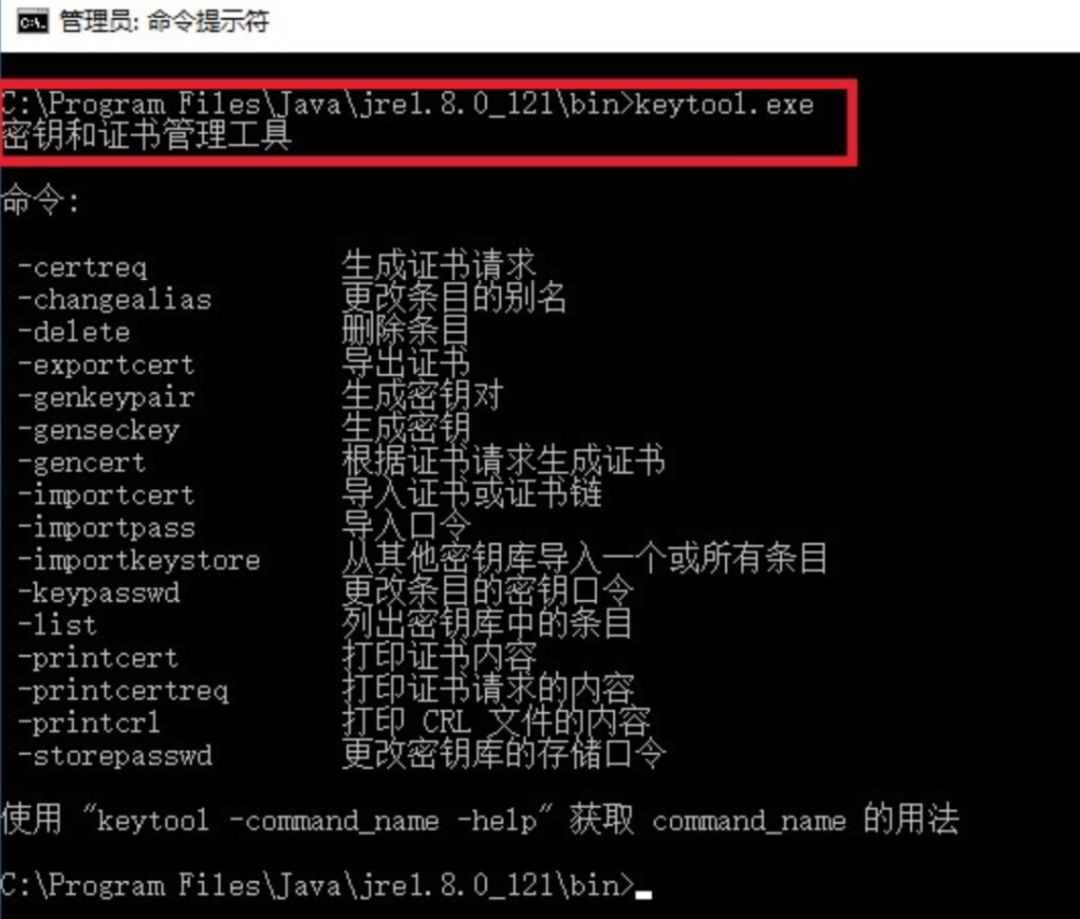 管理员: 命令提示符
C:\Program Files\Java\jre1.8.0_121\bin>keytool.exe
密钥和证书管理工具
命令:
-certreq 生成证书请求
-changealias 更改条目的别名
-delete 删除条目
-exportcert 导出证书
-genkeypair 生成密钥对
-genseckey 生成密钥
-gencert 根据证书请求生成证书
-importcert 导入证书或证书链
-importpass 导入口令
-importkeystore 从其他密钥库导入一个或所有条目
-keypasswd 更改条目的密钥口令
-list 列出密钥库中的条目
-printcert 打印证书内容
-printcertreq 打印证书请求的内容
-printcrl 打印 CRL 文件的内容
-storepasswd 更改密钥库的存储口令
使用 "keytool -command_name -help" 获取 command_name 的用法
C:\Program Files\Java\jre1.8.0_121\bin>